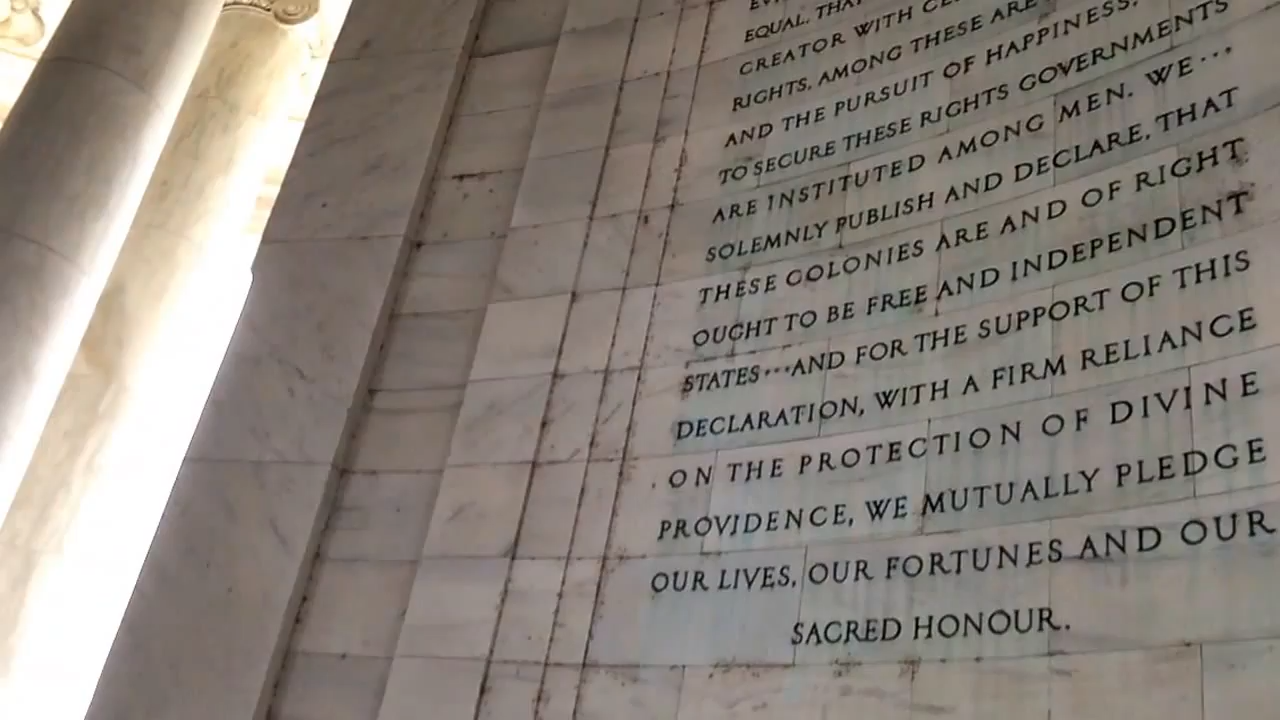 EQUAL, THAT
CREATOR WITH
RIGHTS, AMONG THESE ARE
AND THE PURSUIT OF HAPPINESS,
TO SECURE THESE RIGHTS GOVERNMENTS
ARE INSTITUTED AMONG MEN. WE···
SOLEMNLY PUBLISH AND DECLARE, THAT
THESE COLONIES ARE AND OF RIGHT
OUGHT TO BE FREE AND INDEPENDENT
STATES···AND FOR THE SUPPORT OF THIS
DECLARATION, WITH A FIRM RELIANCE
ON THE PROTECTION OF DIVINE
PROVIDENCE, WE MUTUALLY PLEDGE
OUR LIVES, OUR FORTUNES AND OUR
SACRED HONOUR.